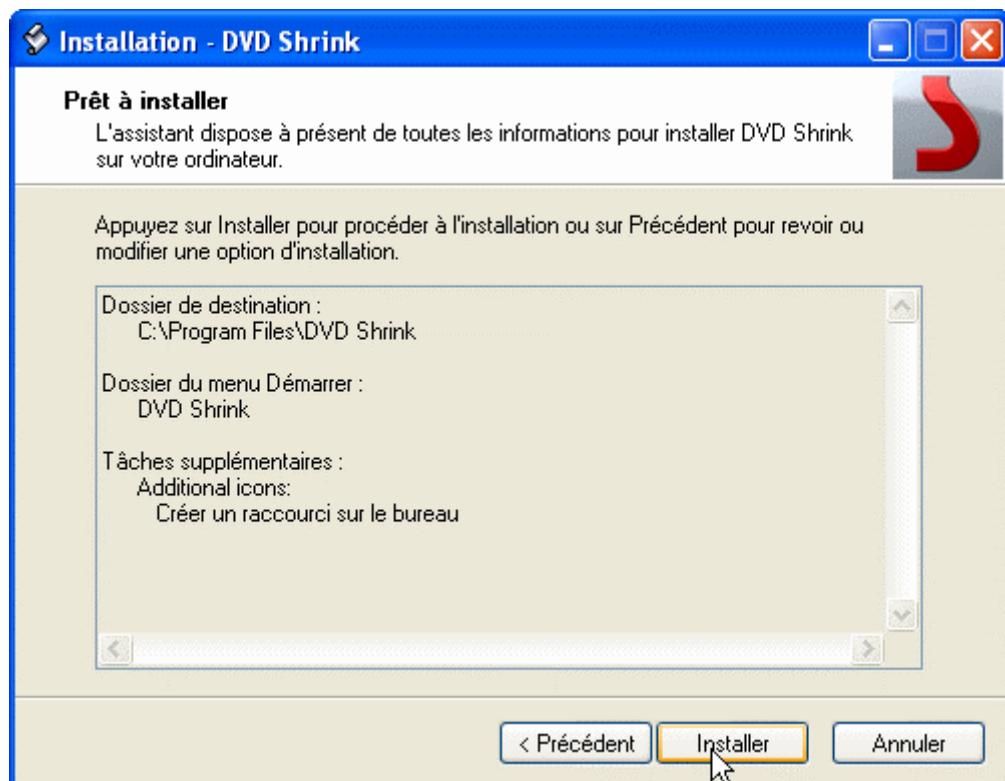 Installation - DVD Shrink
Prêt à installer
L'assistant dispose à présent de toutes les informations pour installer DVD Shrink
sur votre ordinateur.
Appuyez sur Installer pour procéder à l'installation ou sur Précédent pour revoir ou
modifier une option d'installation.
Dossier de destination :
C:\Program Files\DVD Shrink
Dossier du menu Démarrer :
DVD Shrink
Tâches supplémentaires :
Additional icons:
Créer un raccourci sur le bureau
< Précédent
Installer
Annuler